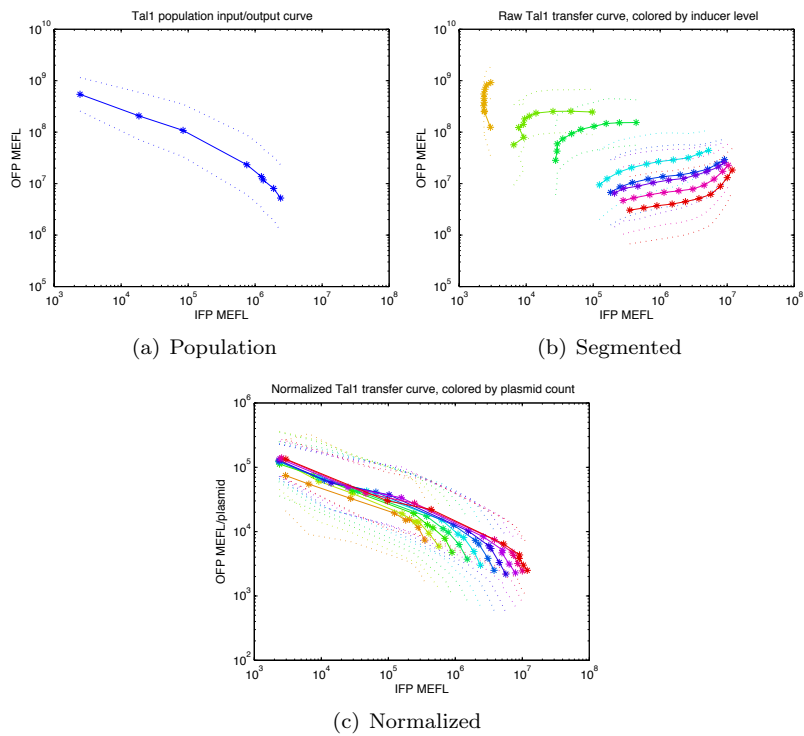 Tal1 population input/output curve
10^10
10^9
10^8
10^7
10^6
10^5
OFP MEFL
10^3 10^4 10^5 10^6 10^7 10^8
IFP MEFL
(a) Population
Raw Tal1 transfer curve, colored by inducer level
10^10
10^9
10^8
10^7
10^6
10^5
OFP MEFL
10^3 10^4 10^5 10^6 10^7 10^8
IFP MEFL
(b) Segmented
Normalized Tal1 transfer curve, colored by plasmid count
10^6
10^5
10^4
10^3
10^2
OFP MEFL/plasmid
10^3 10^4 10^5 10^6 10^7 10^8
IFP MEFL
(c) Normalized